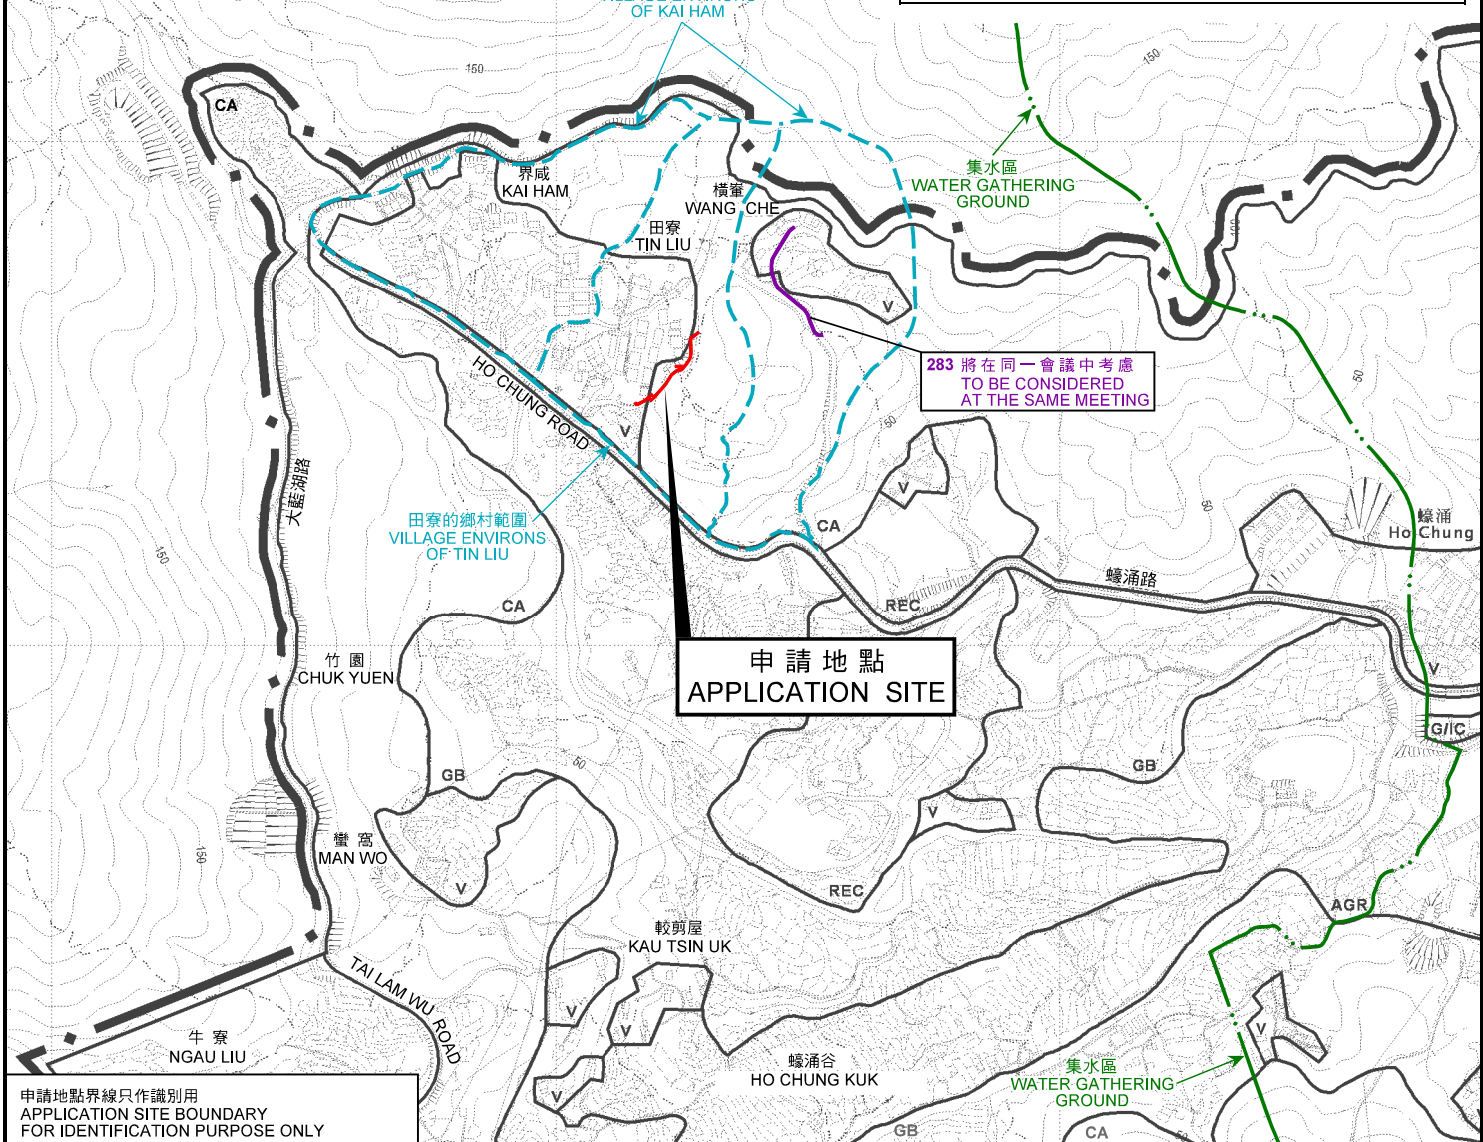 OF KAI HAM
150
150
CA
集水區
WATER GATHERING
GROUND
界咸
KAI HAM
橫輋
WANG CHE
田寮
TIN LIU
100
V
283 將在同一會議中考慮
TO BE CONSIDERED
AT THE SAME MEETING
50
HO CHUNG ROAD
V
50
大藍湖路
V
50
田寮的鄉村範圍
VILLAGE ENVIRONS
OF TIN LIU
CA
蠔涌
Ho Chung
150
CA
REC
蠔涌路
竹園
CHUK YUEN
申請地點
APPLICATION SITE
V
G/IC
GB
50
GB
V
蠻窩
MAN WO
150
V
REC
AGR
較剪屋
KAU TSIN UK
TAI LAM WU ROAD
V
V
V
牛寮
NGAU LIU
蠔涌谷
HO CHUNG KUK
集水區
WATER GATHERING
GROUND
V
GB
CA
50
申請地點界線只作識別用
APPLICATION SITE BOUNDARY
FOR IDENTIFICATION PURPOSE ONLY